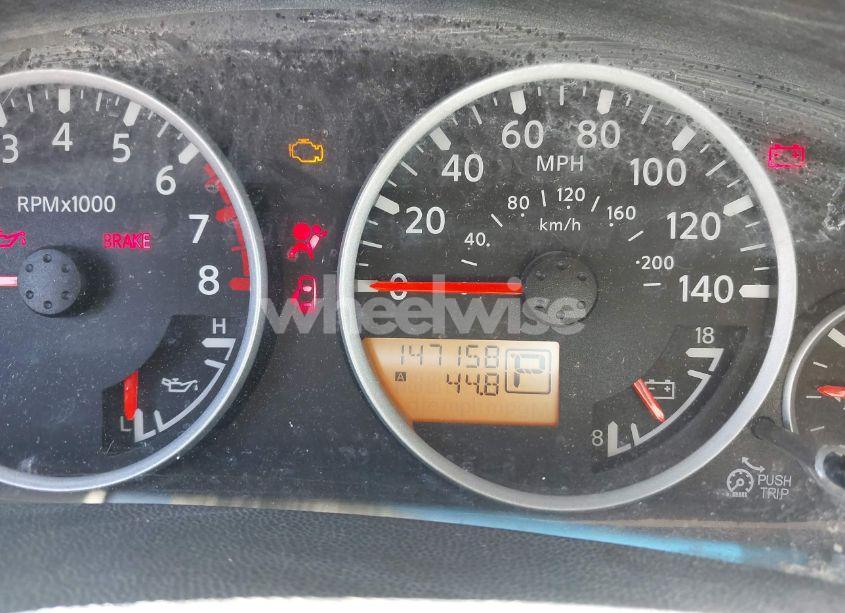 3 4 5 6 7 8
RPMx1000
BRAKE
H
L
0 20 40 60 80 100 120 140
MPH
40 80 120 160 200
km/h
147158
A 44.8
P
18
8
PUSH
TRIP
wheelwise